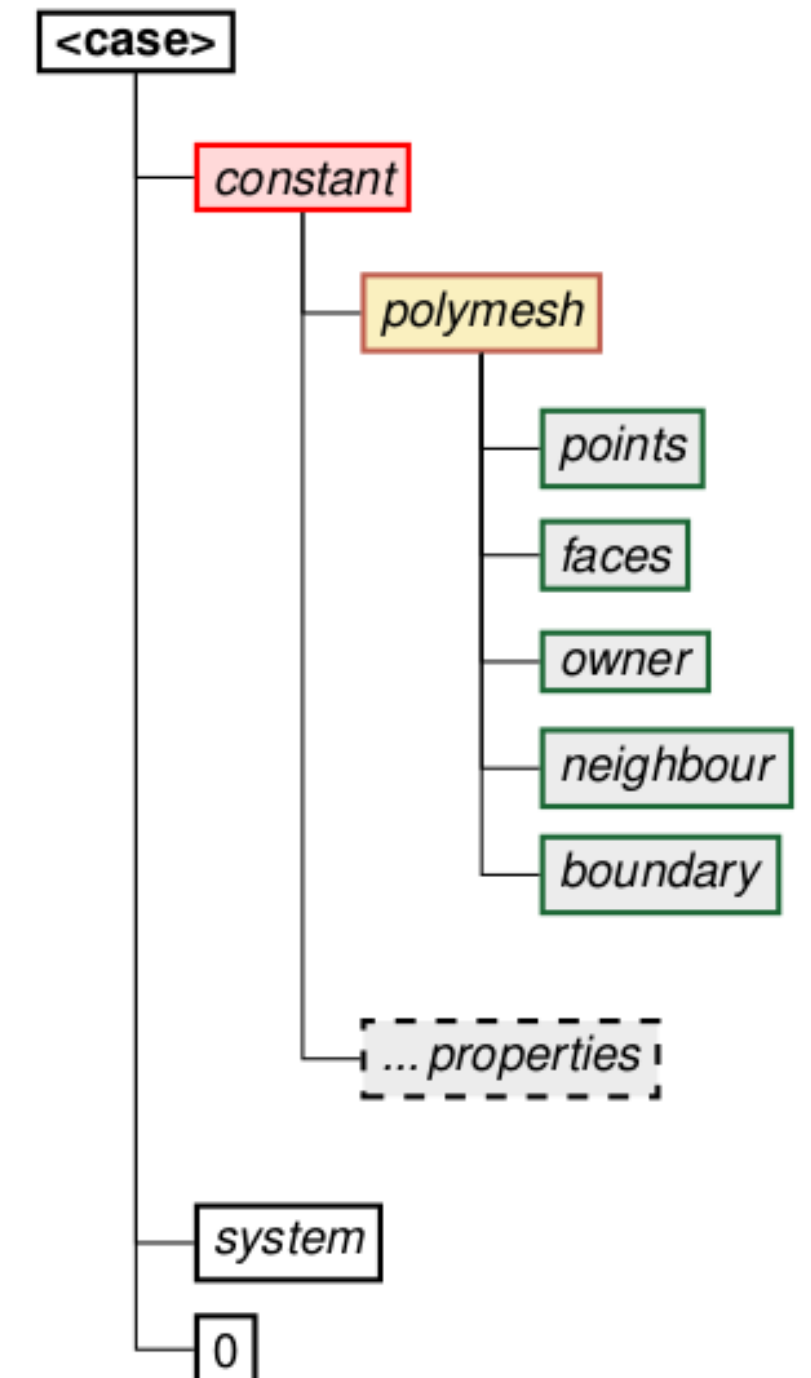 <case>
constant
polymesh
points
faces
owner
neighbour
boundary
... properties
system
0